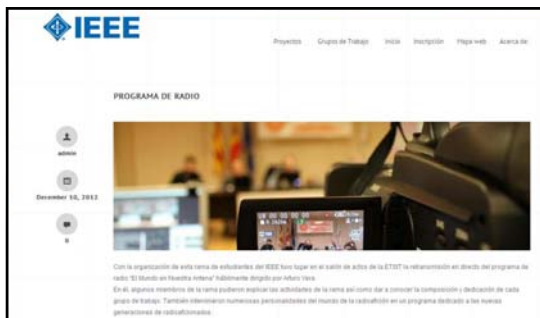 IEEE
Proyectos Grupos de Trabajo Inicio Inscripción Mapa web Acerca de:
PROGRAMA DE RADIO
admin
December 10, 2012
0
Con la organización de esta rama de estudiantes del IEEE tuvo lugar en el salón de actos de la ETSIT la retransmisión en directo del programa de
radio "El Mundo en Nuestra Antena" hábilmente dirigido por Arturo Vera.
En él, algunos miembros de la rama pudieron explicar las actividades de la rama así como dar a conocer la composición y dedicación de cada
grupo de trabajo. También intervinieron numerosas personalidades del mundo de la radioafición en un programa dedicado a las nuevas
generaciones de radioaficionados.